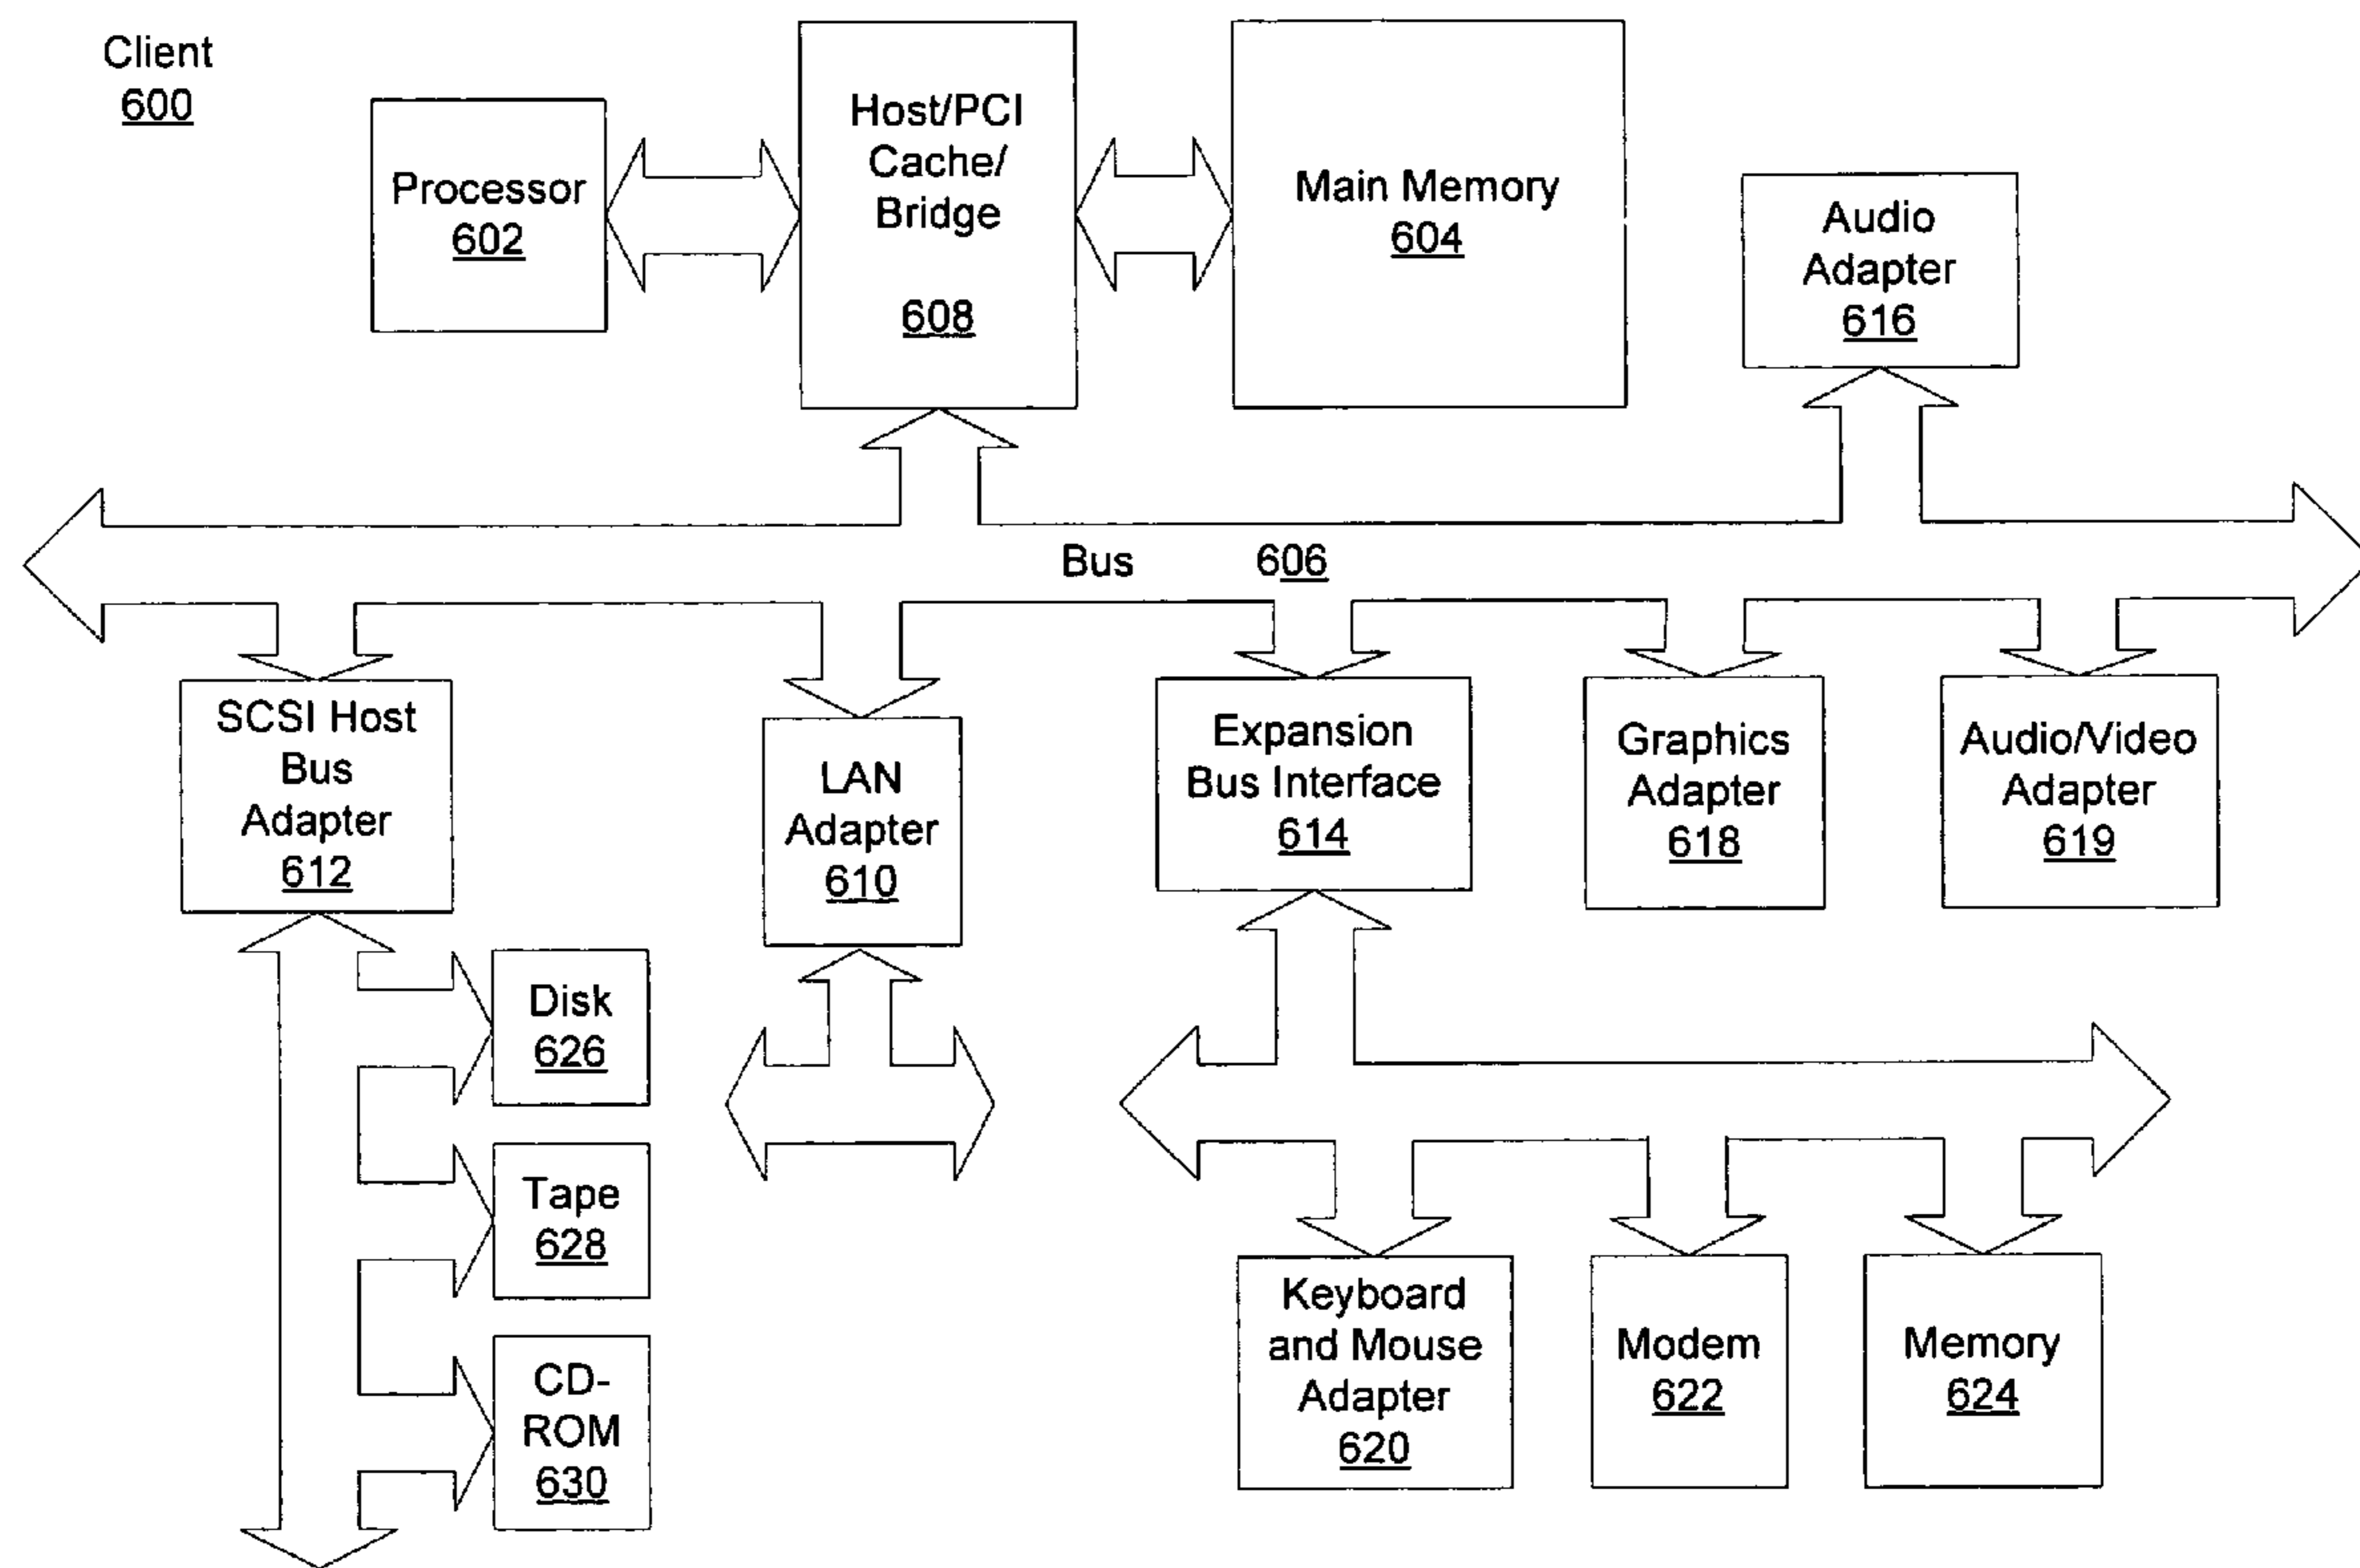 Client
600
Processor
602
Host/PCI
Cache/
Bridge
608
Main Memory
604
Audio
Adapter
616
Bus 606
SCSI Host
Bus
Adapter
612
LAN
Adapter
610
Expansion
Bus Interface
614
Graphics
Adapter
618
Audio/Video
Adapter
619
Disk
626
Tape
628
CD-
ROM
630
Keyboard
and Mouse
Adapter
620
Modem
622
Memory
624